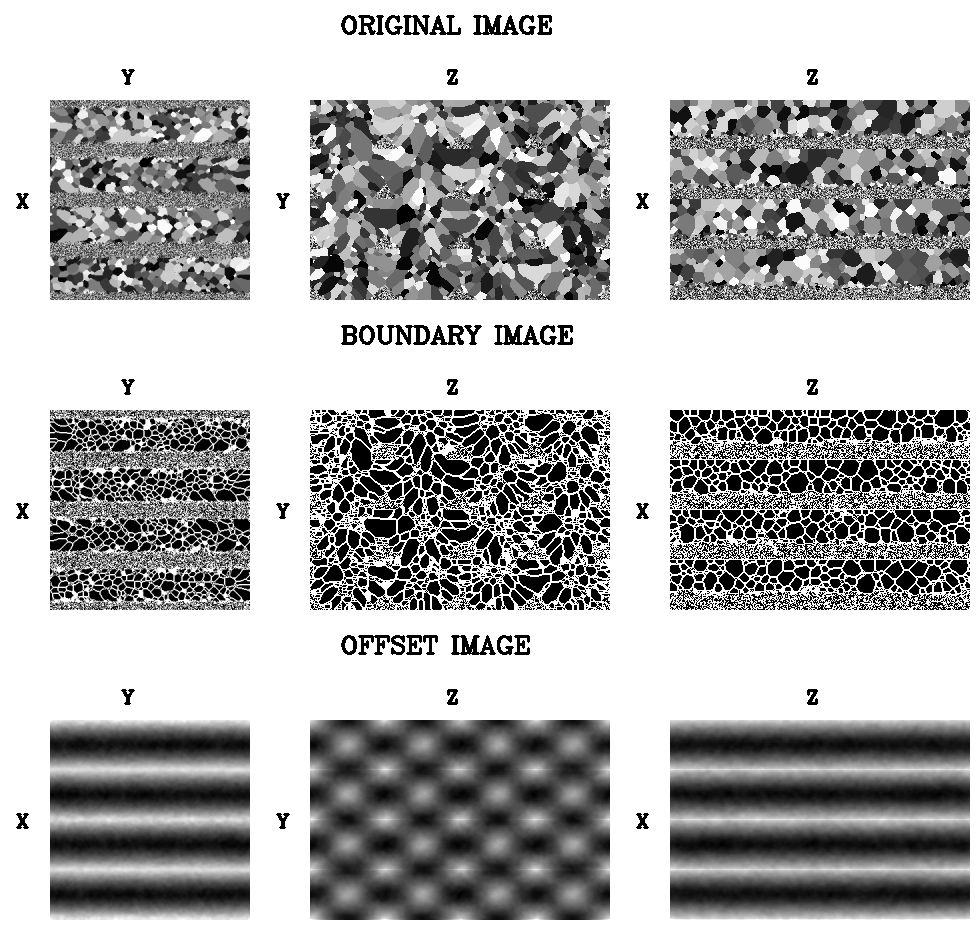 ORIGINAL IMAGE
Y Z Z
X Y X
BOUNDARY IMAGE
Y Z Z
X Y X
OFFSET IMAGE
Y Z Z
X Y X